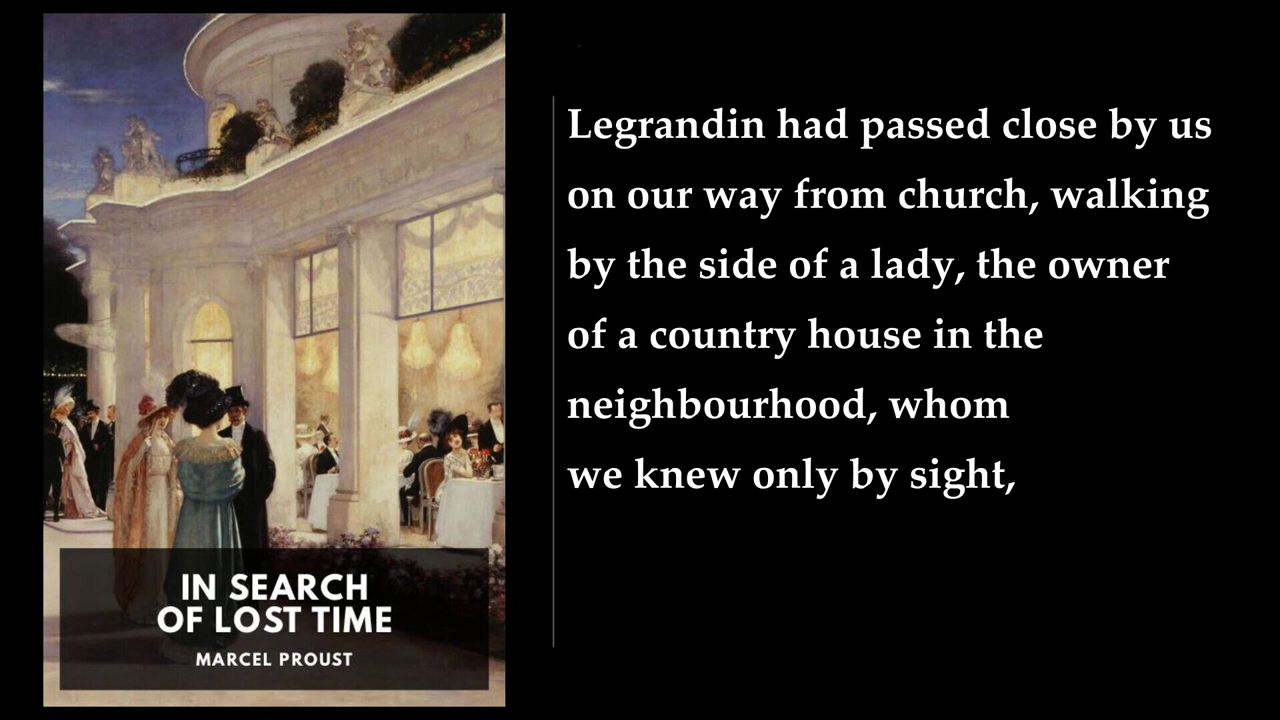 Legrandin had passed close by us
on our way from church, walking
by the side of a lady, the owner
of a country house in the
neighbourhood, whom
we knew only by sight,
IN SEARCH
OF LOST TIME
MARCEL PROUST